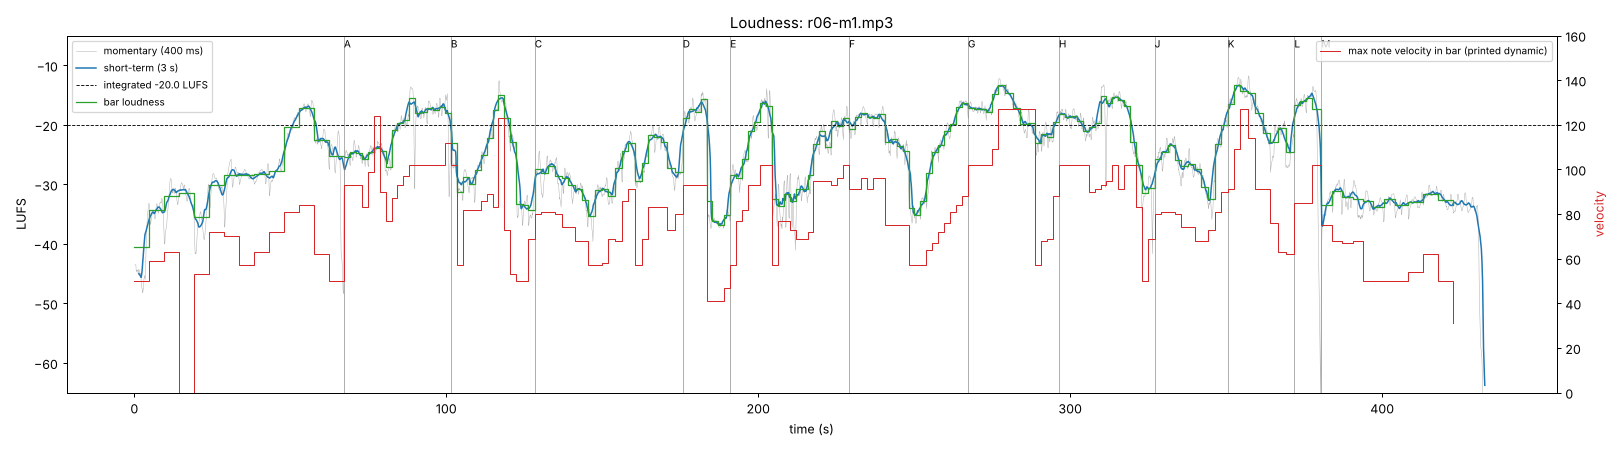 Loudness: r06-m1.mp3
momentary (400 ms)
short-term (3 s)
integrated -20.0 LUFS
bar loudness
max note velocity in bar (printed dynamic)
A B C D E F G H J K L M
−10
−20
−30
−40
−50
−60
LUFS
160
140
120
100
80
60
40
20
0
velocity
0 100 200 300 400
time (s)